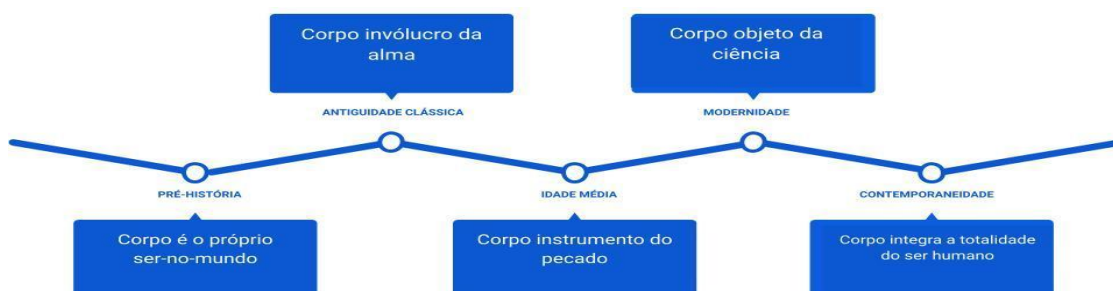 Corpo invólucro da
alma
ANTIGUIDADE CLÁSSICA
Corpo objeto da
ciência
MODERNIDADE
PRÉ-HISTÓRIA
Corpo é o próprio
ser-no-mundo
IDADE MÉDIA
Corpo instrumento do
pecado
CONTEMPORANEIDADE
Corpo integra a totalidade
do ser humano